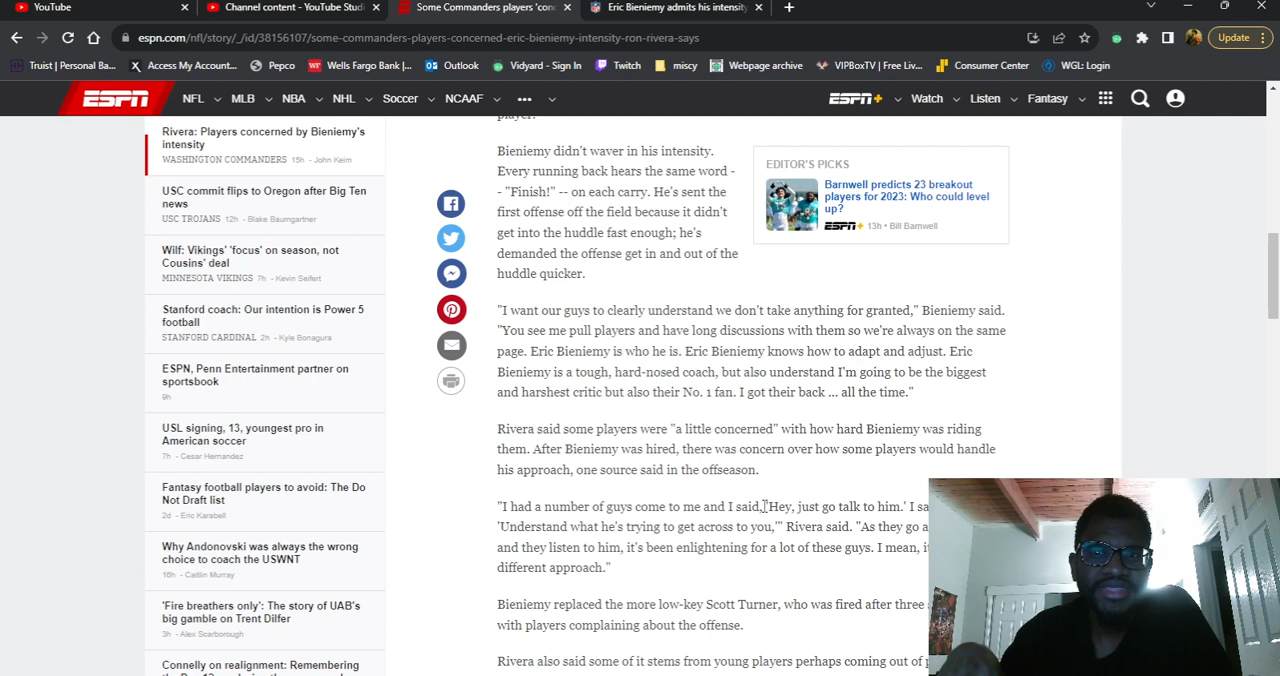 YouTube
Channel content - YouTube Studi
Some Commanders players 'conc
Eric Bieniemy admits his intensity
espn.com/nfl/story/_/id/38156107/some-commanders-players-concerned-eric-bieniemy-intensity-ron-rivera-says
Update
Truist | Personal Ba...
Access My Account...
Pepco
Wells Fargo Bank |...
Outlook
Vidyard - Sign In
Twitch
miscy
Webpage archive
VIPBoxTV | Free Liv...
Consumer Center
WGL: Login
ESPN NFL MLB NBA NHL Soccer NCAAF ••• ESPN+ Watch Listen Fantasy
Rivera: Players concerned by Bieniemy's
intensity
WASHINGTON COMMANDERS 15h - John Keim
USC commit flips to Oregon after Big Ten
news
USC TROJANS 12h - Blake Baumgartner
Wilf: Vikings' 'focus' on season, not
Cousins' deal
MINNESOTA VIKINGS 7h - Kevin Seifert
Stanford coach: Our intention is Power 5
football
STANFORD CARDINAL 2h - Kyle Bonagura
ESPN, Penn Entertainment partner on
sportsbook
9h
USL signing, 13, youngest pro in
American soccer
7h - Cesar Hernandez
Fantasy football players to avoid: The Do
Not Draft list
2d - Eric Karabell
Why Andonovski was always the wrong
choice to coach the USWNT
16h - Caitlin Murray
'Fire breathers only': The story of UAB's
big gamble on Trent Dilfer
3h - Alex Scarborough
Connelly on realignment: Remembering
player.
Bieniemy didn't waver in his intensity.
Every running back hears the same word -
- "Finish!" -- on each carry. He's sent the
first offense off the field because it didn't
get into the huddle fast enough; he's
demanded the offense get in and out of the
huddle quicker.
EDITOR'S PICKS
Barnwell predicts 23 breakout
players for 2023: Who could level
up?
ESPN+ 13h • Bill Barnwell
"I want our guys to clearly understand we don't take anything for granted," Bieniemy said.
"You see me pull players and have long discussions with them so we're always on the same
page. Eric Bieniemy is who he is. Eric Bieniemy knows how to adapt and adjust. Eric
Bieniemy is a tough, hard-nosed coach, but also understand I'm going to be the biggest
and harshest critic but also their No. 1 fan. I got their back ... all the time."
Rivera said some players were "a little concerned" with how hard Bieniemy was riding
them. After Bieniemy was hired, there was concern over how some players would handle
his approach, one source said in the offseason.
"I had a number of guys come to me and I said, 'Hey, just go talk to him.' I sa
'Understand what he's trying to get across to you,'" Rivera said. "As they go a
and they listen to him, it's been enlightening for a lot of these guys. I mean, i
different approach."
Bieniemy replaced the more low-key Scott Turner, who was fired after three s
with players complaining about the offense.
Rivera also said some of it stems from young players perhaps coming out of